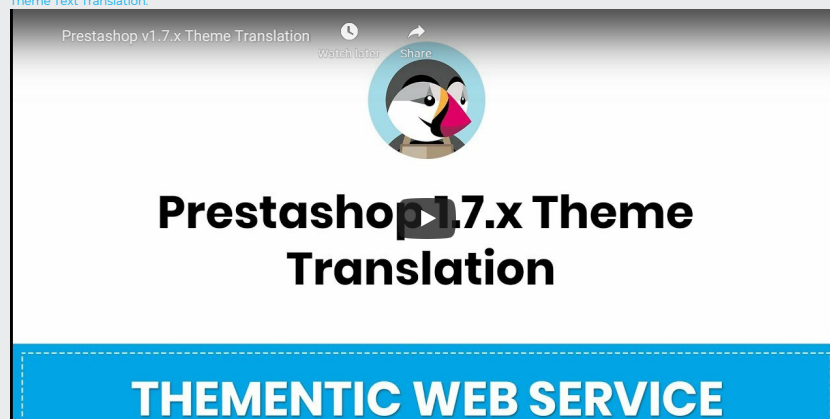 Theme Text Translation.
Prestashop v1.7.x Theme Translation
Watch later
Share
Prestashop 1.7.x Theme
Translation
THEMENTIC WEB SERVICE